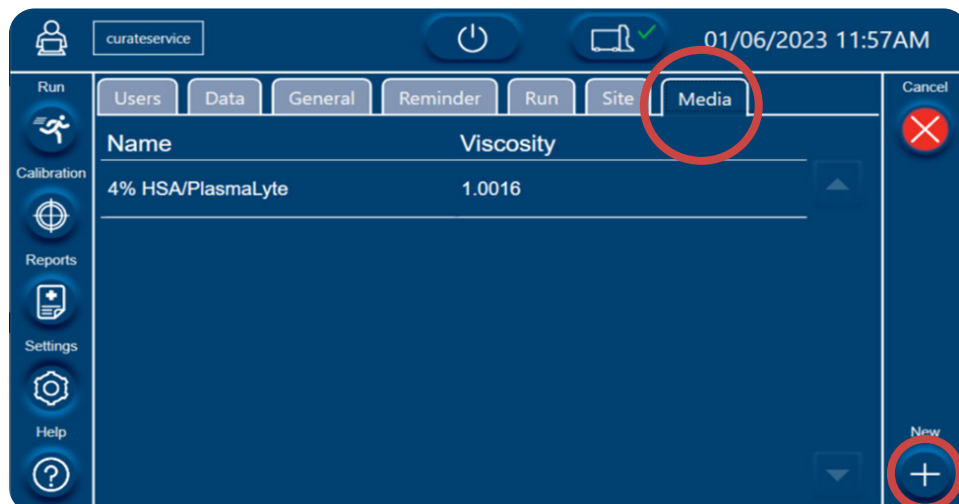 curateservice
01/06/2023 11:57AM
Run
Users Data General Reminder Run Site Media
Cancel
Name Viscosity
Calibration
4% HSA/PlasmaLyte 1.0016
Reports
Settings
Help
New